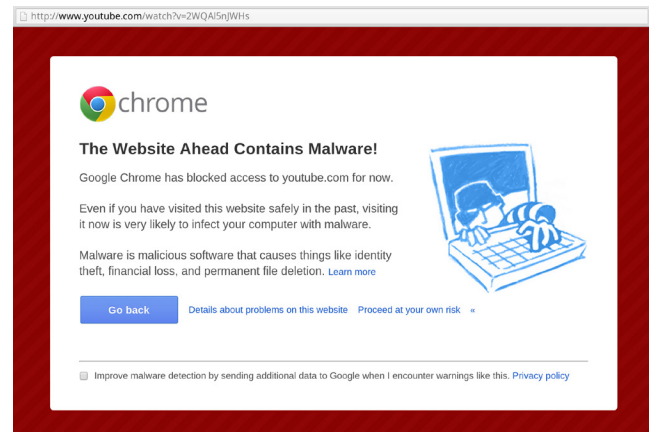 http://www.youtube.com/watch?v=2WQAl5nJWHs
chrome
The Website Ahead Contains Malware!
Google Chrome has blocked access to youtube.com for now.
Even if you have visited this website safely in the past, visiting
it now is very likely to infect your computer with malware.
Malware is malicious software that causes things like identity
theft, financial loss, and permanent file deletion. Learn more
Go back Details about problems on this website Proceed at your own risk «
Improve malware detection by sending additional data to Google when I encounter warnings like this. Privacy policy